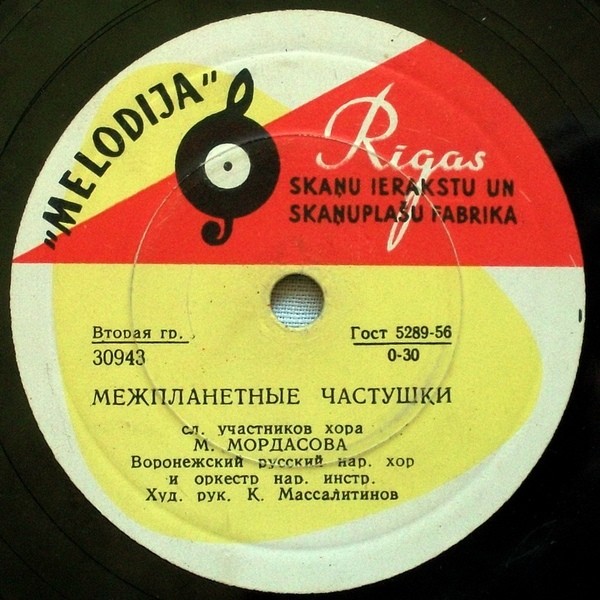 „MELODIJA”
Rigas
SKAŅU IERAKSTU UN
SKAŅUPLAŠU FABRIKA
Вторая гр. Гост 5289-56
30943 0-30
МЕЖПЛАНЕТНЫЕ ЧАСТУШКИ
сл. участников хора
М. МОРДАСОВА
Воронежский русский нар. хор
и оркестр нар. инстр.
Худ. рук. К. Массалитинов